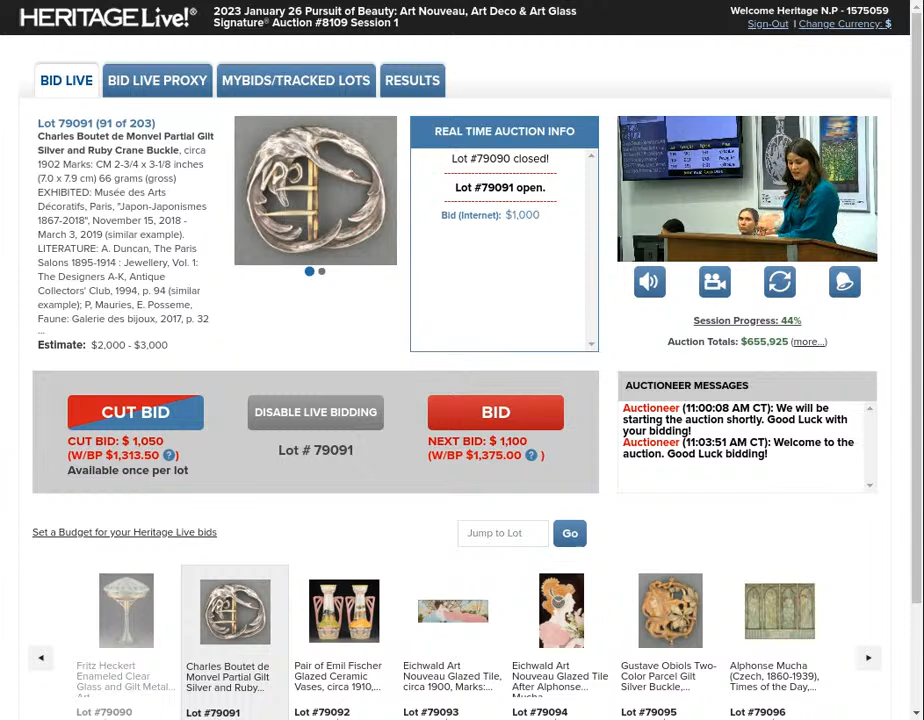 HERITAGE Live!®
2023 January 26 Pursuit of Beauty: Art Nouveau, Art Deco & Art Glass
Signature® Auction #8109 Session 1
Welcome Heritage N.P - 1575059
Sign-Out | Change Currency: $
BID LIVE
BID LIVE PROXY
MYBIDS/TRACKED LOTS
RESULTS
Lot 79091 (91 of 203)
Charles Boutet de Monvel Partial Gilt
Silver and Ruby Crane Buckle, circa
1902 Marks: CM 2-3/4 x 3-1/8 inches
(7.0 x 7.9 cm) 66 grams (gross)
EXHIBITED: Musée des Arts
Décoratifs, Paris, "Japon-Japonismes
1867-2018", November 15, 2018 -
March 3, 2019 (similar example).
LITERATURE: A. Duncan, The Paris
Salons 1895-1914 : Jewellery, Vol. 1:
The Designers A-K, Antique
Collectors' Club, 1994, p. 94 (similar
example); P, Mauries, E. Posseme,
Faune: Galerie des bijoux, 2017, p. 32
...
Estimate: $2,000 - $3,000
REAL TIME AUCTION INFO
Lot #79090 closed!
Lot #79091 open.
Bid (Internet): $1,000
Session Progress: 44%
Auction Totals: $655,925 (more...)
CUT BID
CUT BID: $ 1,050
(W/BP $1,313.50 ? )
Available once per lot
DISABLE LIVE BIDDING
Lot # 79091
BID
NEXT BID: $ 1,100
(W/BP $1,375.00 ? )
AUCTIONEER MESSAGES
Auctioneer (11:00:08 AM CT): We will be
starting the auction shortly. Good Luck with
your bidding!
Auctioneer (11:03:51 AM CT): Welcome to the
auction. Good Luck bidding!
Set a Budget for your Heritage Live bids
Jump to Lot
Go
Fritz Heckert
Enameled Clear
Glass and Gilt Metal...
Lot #79090
Charles Boutet de
Monvel Partial Gilt
Silver and Ruby...
Lot #79091
Pair of Emil Fischer
Glazed Ceramic
Vases, circa 1910,...
Lot #79092
Eichwald Art
Nouveau Glazed Tile,
circa 1900, Marks:...
Lot #79093
Eichwald Art
Nouveau Glazed Tile
After Alphonse...
Lot #79094
Gustave Obiols Two-
Color Parcel Gilt
Silver Buckle,...
Lot #79095
Alphonse Mucha
(Czech, 1860-1939),
Times of the Day,...
Lot #79096